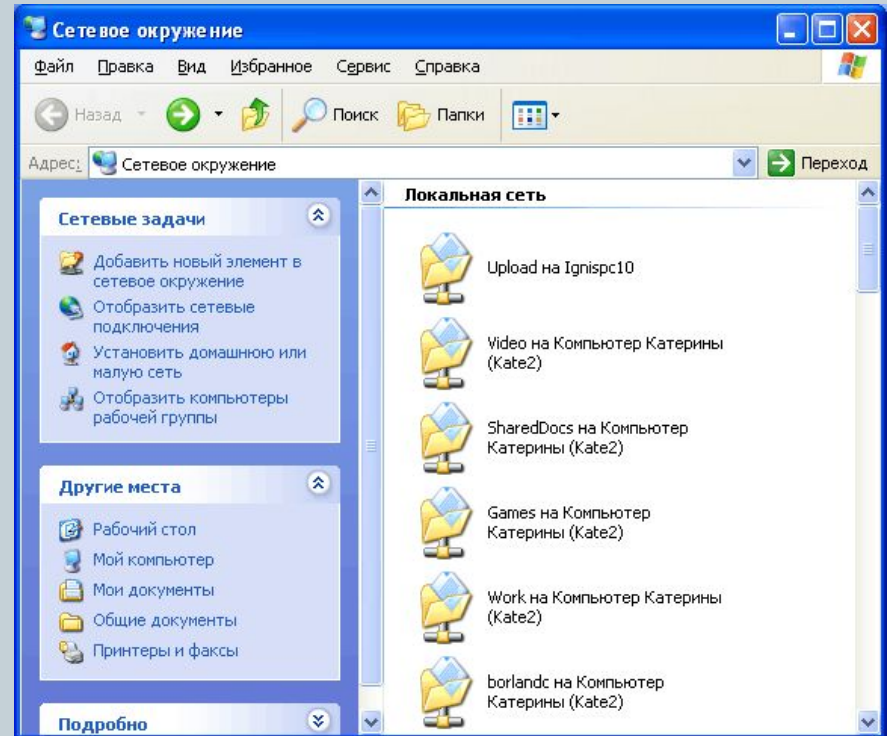 Сетевое окружение
Файл Правка Вид Избранное Сервис Справка
Назад Поиск Папки
Адрес: Сетевое окружение Переход
Сетевые задачи
Добавить новый элемент в
сетевое окружение
Отобразить сетевые
подключения
Установить домашнюю или
малую сеть
Отобразить компьютеры
рабочей группы
Другие места
Рабочий стол
Мой компьютер
Мои документы
Общие документы
Принтеры и факсы
Подробно
Локальная сеть
Upload на Ignispc10
Video на Компьютер Катерины
(Kate2)
SharedDocs на Компьютер
Катерины (Kate2)
Games на Компьютер
Катерины (Kate2)
Work на Компьютер Катерины
(Kate2)
borlandc на Компьютер
Катерины (Kate2)